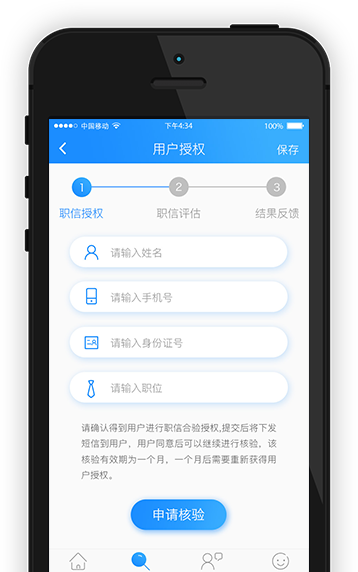 中国移动 下午4:34 100%
用户授权 保存
1 2 3
职信授权 职信评估 结果反馈
请输入姓名
请输入手机号
请输入身份证号
请输入职位
请确认得到用户进行职信合验授权,提交后将下发
短信到用户，用户同意后可以继续进行核验，该
核验有效期为一个月，一个月后需要重新获得用
户授权。
申请核验